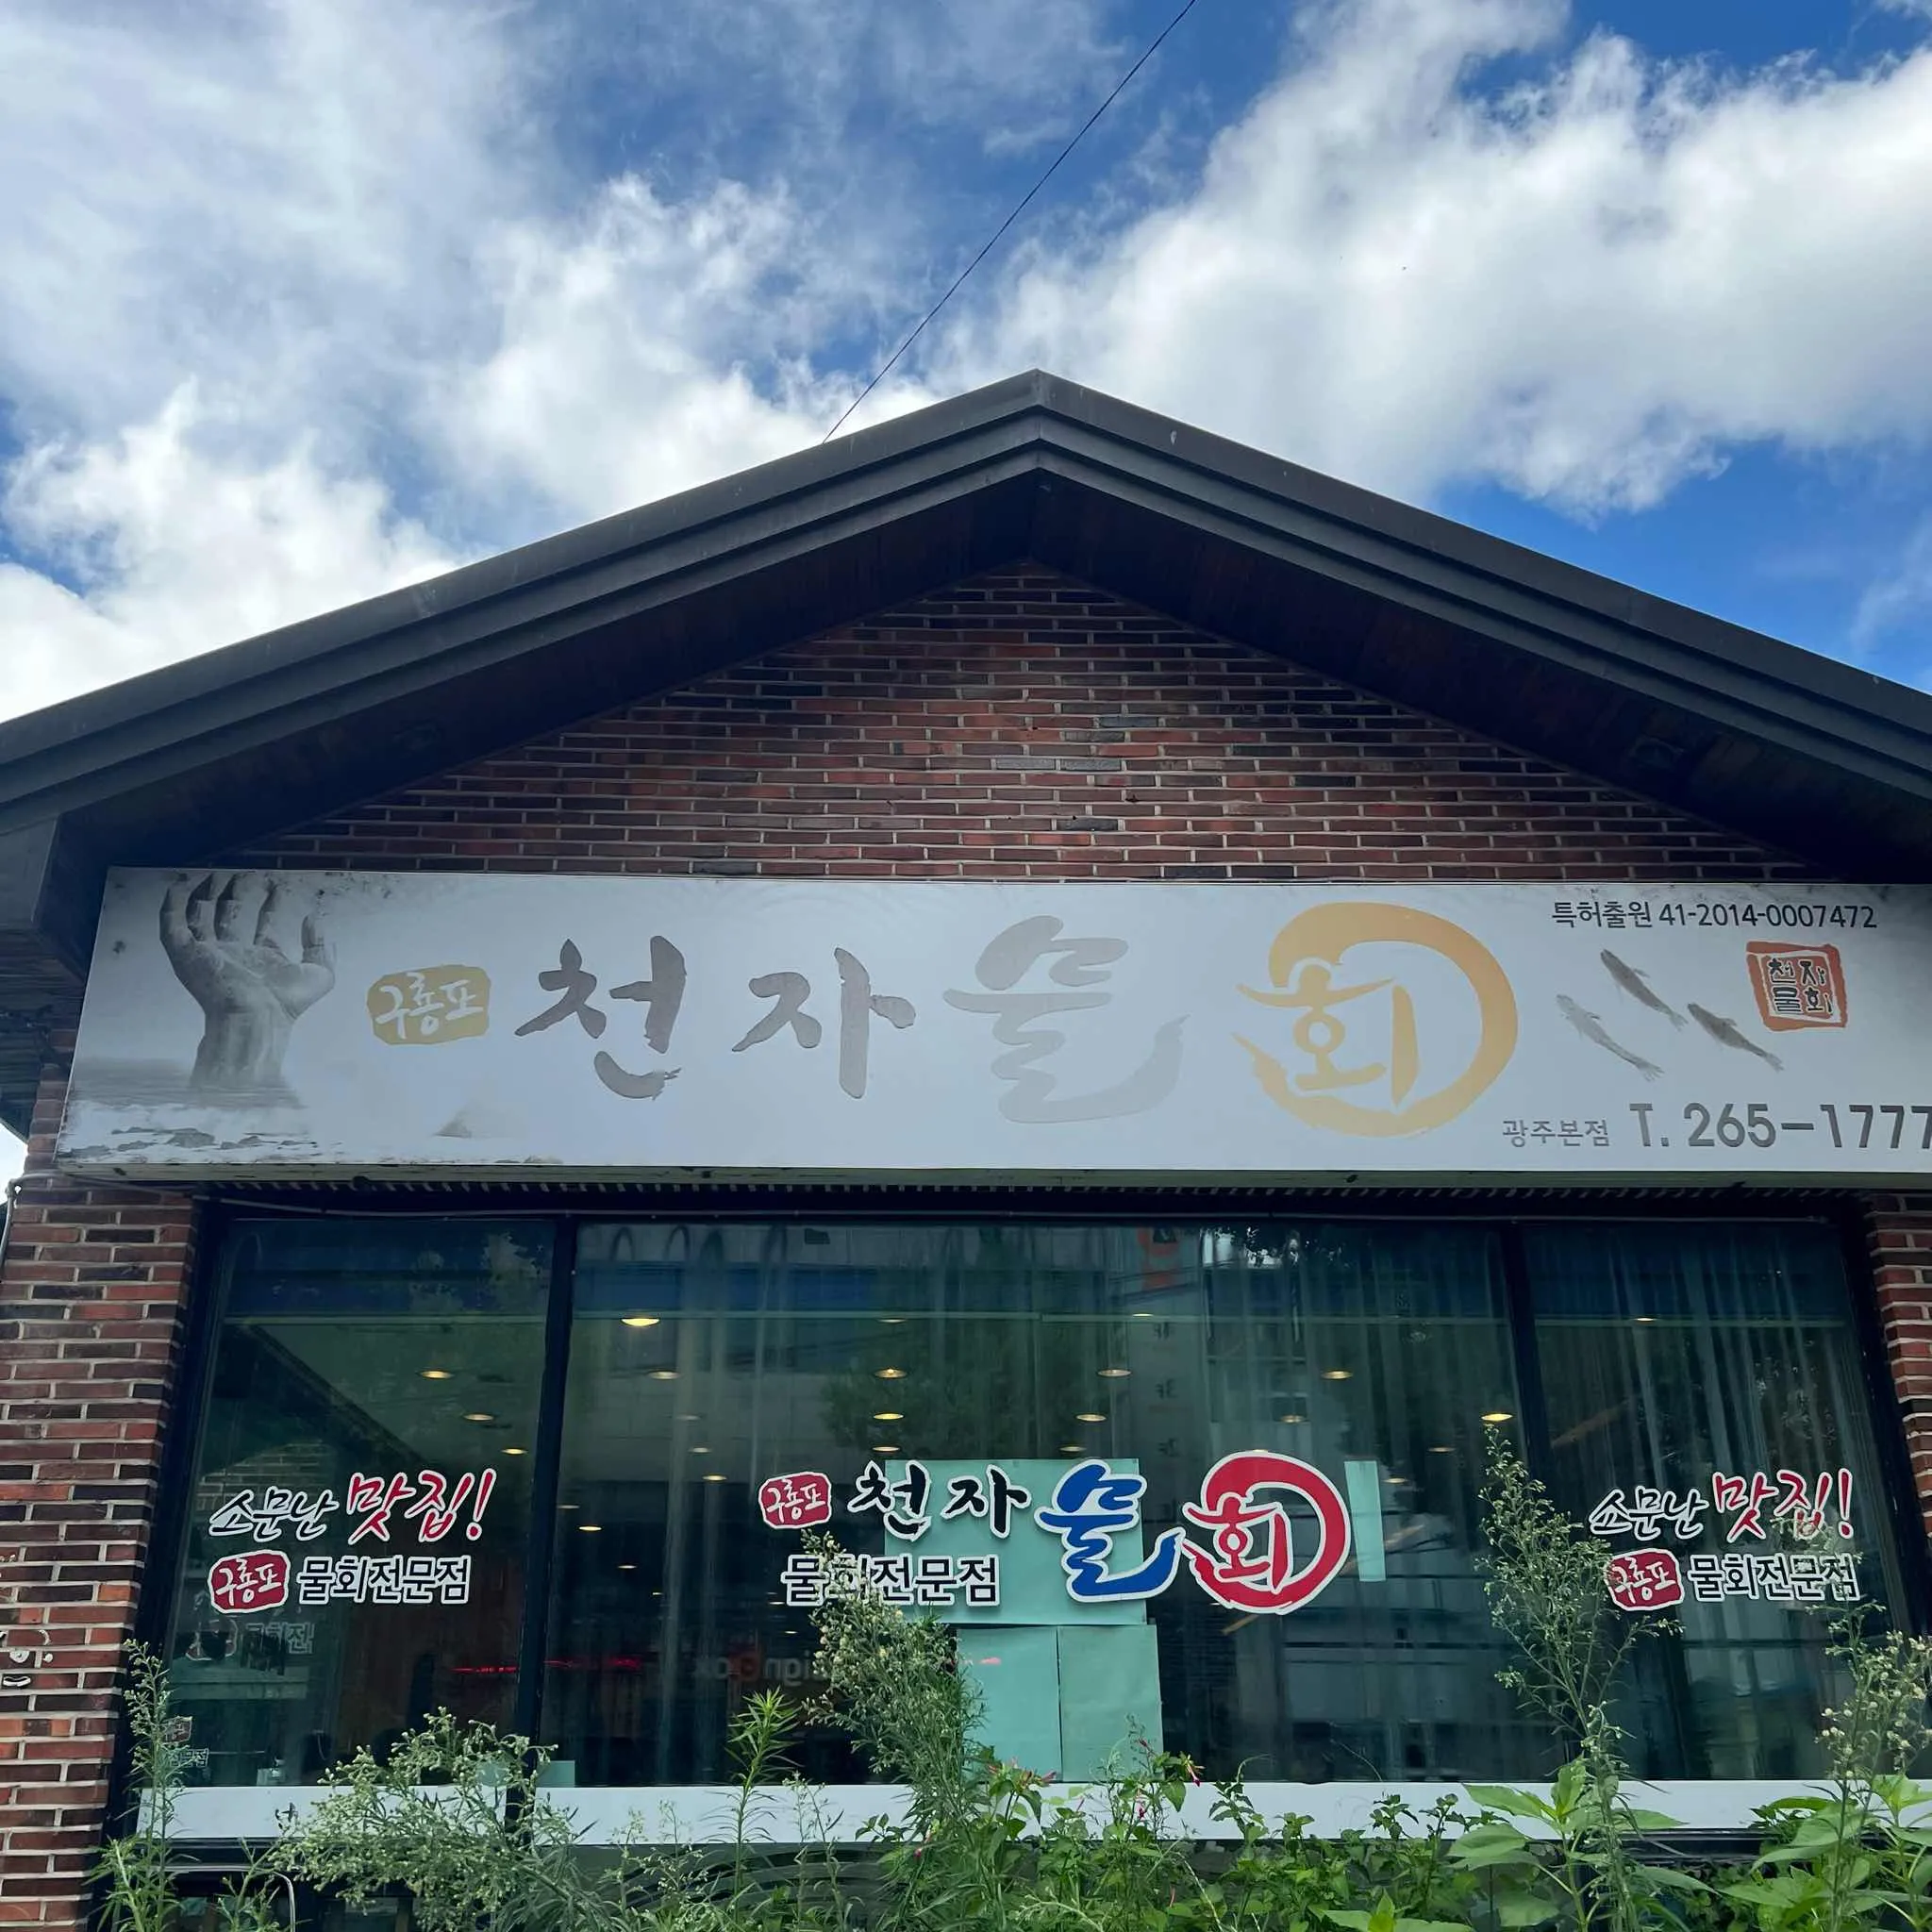 특허출원 41-2014-0007472
구룡포 천자물회
천자
물회
광주본점 T. 265-1777
소문난 맛집!
구룡포 물회전문점
구룡포 천자물회
물회전문점
소문난 맛집!
구룡포 물회전문점